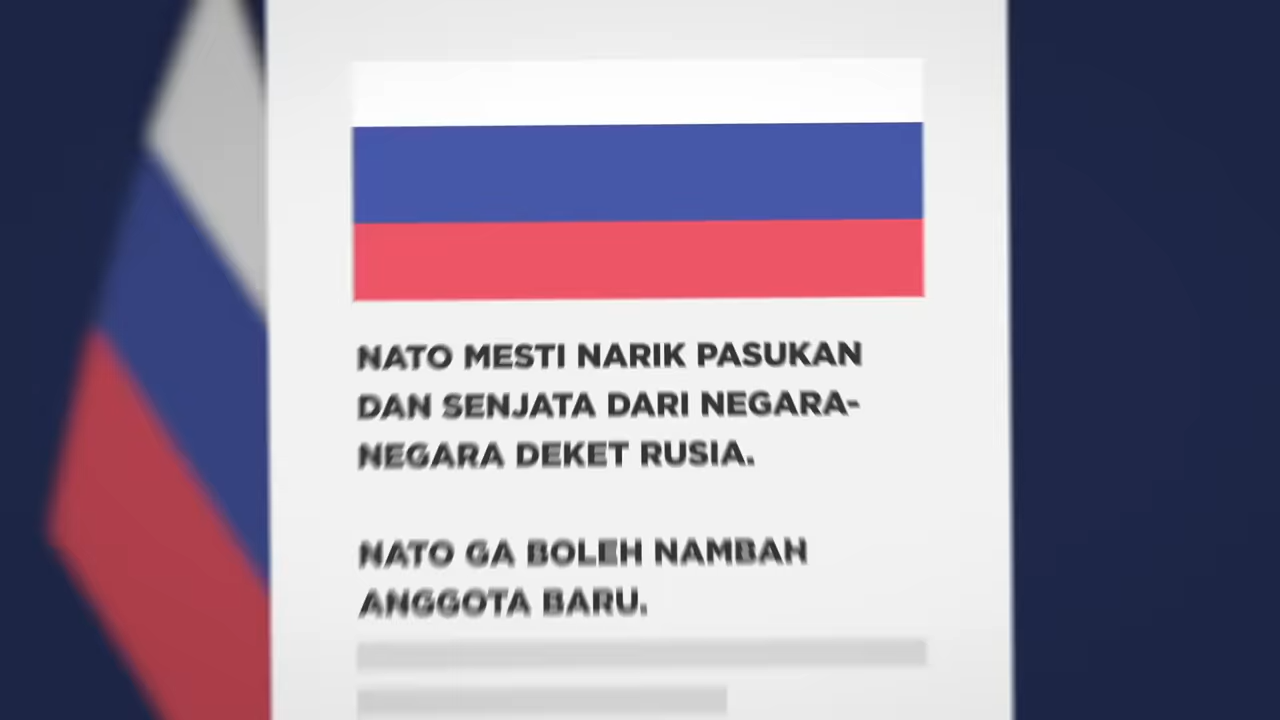 NATO MESTI NARIK PASUKAN
DAN SENJATA DARI NEGARA-
NEGARA DEKET RUSIA.
NATO GA BOLEH NAMBAH
ANGGOTA BARU.